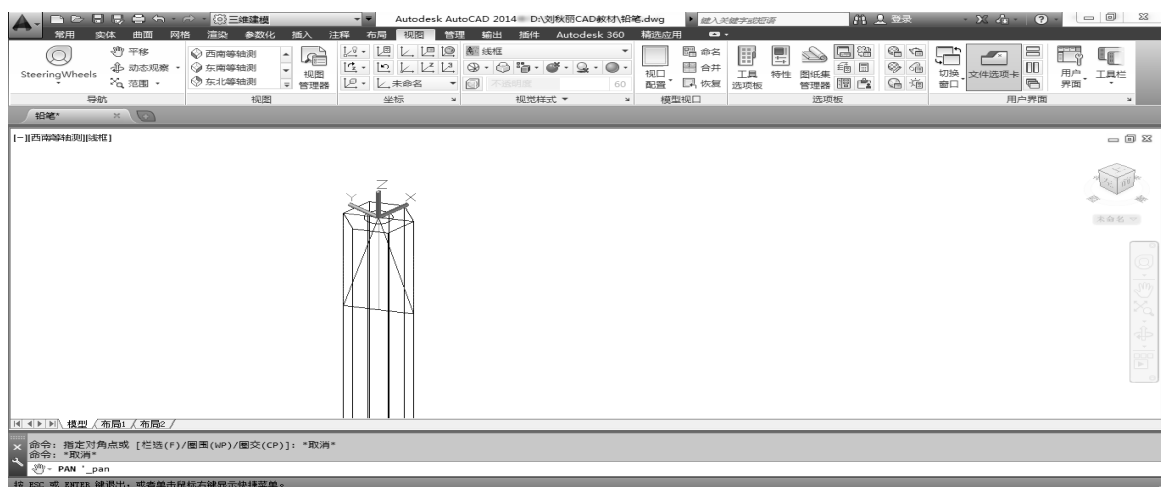 三维建模 Autodesk AutoCAD 2014 D:\刘秋丽CAD教材\铅笔.dwg 键入关键字或短语 登录
常用 实体 曲面 网格 渲染 参数化 插入 注释 布局 视图 管理 输出 插件 Autodesk 360 精选应用
SteeringWheels
平移
动态观察
范围
导航
西南等轴测
东南等轴测
东北等轴测
视图
管理器
视图
未命名
坐标
线框
不透明度 60
视觉样式
视口
配置
命名
合并
恢复
模型视口
工具
选项板
特性
图纸集
管理器
选项板
切换
窗口
文件选项卡
用户
界面
工具栏
用户界面
铅笔*
[-][西南等轴测][线框]
Z
Y
X
未命名
模型 布局1 布局2
命令: 指定对角点或 [栏选(F)/圈围(WP)/圈交(CP)]: *取消*
命令: *取消*
PAN '_pan
按 ESC 或 ENTER 键退出，或者单击鼠标右键显示快捷菜单。